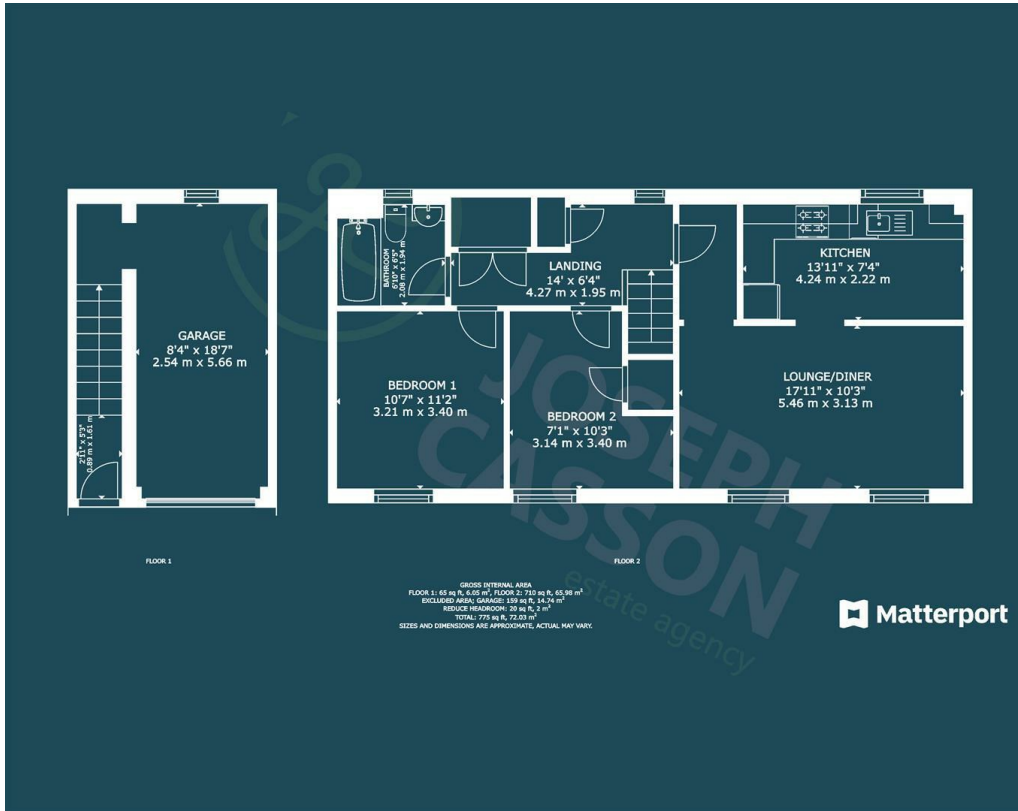 BATHROOM
6'10" x 6'5"
2.08 m x 1.94 m
LANDING
14' x 6'4"
4.27 m x 1.95 m
KITCHEN
13'11" x 7'4"
4.24 m x 2.22 m
GARAGE
8'4" x 18'7"
2.54 m x 5.66 m
BEDROOM 1
10'7" x 11'2"
3.21 m x 3.40 m
BEDROOM 2
7'1" x 10'3"
3.14 m x 3.40 m
LOUNGE/DINER
17'11" x 10'3"
5.46 m x 3.13 m
2'11" x 5'3"
0.89 m x 1.61 m
JOSEPH
CASSON
estate agency
FLOOR 1
FLOOR 2
GROSS INTERNAL AREA
FLOOR 1: 65 sq ft, 6.05 m², FLOOR 2: 710 sq ft, 65.98 m²
EXCLUDED AREA; GARAGE: 159 sq ft, 14.74 m²
REDUCE HEADROOM: 20 sq ft, 2 m²
TOTAL: 775 sq ft, 72.03 m²
SIZES AND DIMENSIONS ARE APPROXIMATE, ACTUAL MAY VARY.
Matterport